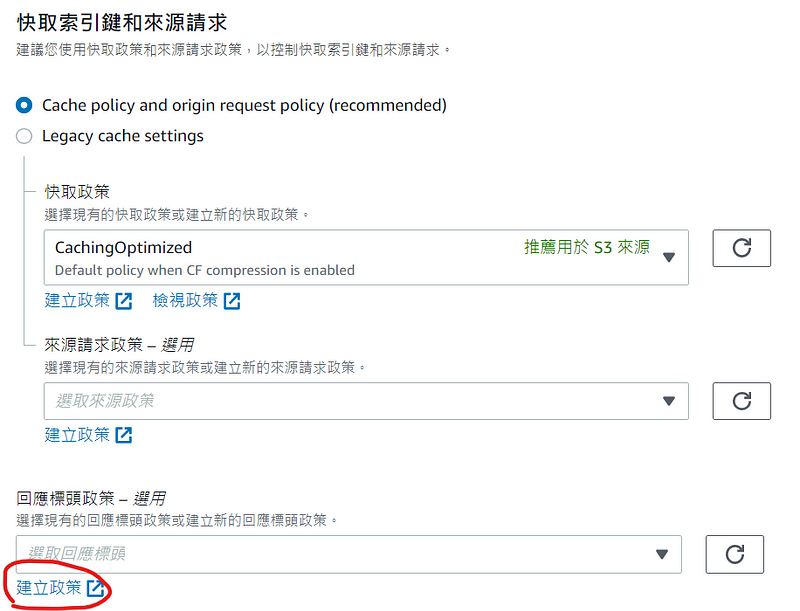 快取索引鍵和來源請求
建議您使用快取政策和來源請求政策，以控制快取索引鍵和來源請求。
Cache policy and origin request policy (recommended)
Legacy cache settings
快取政策
選擇現有的快取政策或建立新的快取政策。
CachingOptimized 推薦用於 S3 來源
Default policy when CF compression is enabled
建立政策 檢視政策
來源請求政策 – 選用
選擇現有的來源請求政策或建立新的來源請求政策。
選取來源政策
建立政策
回應標頭政策 – 選用
選擇現有的回應標頭政策或建立新的回應標頭政策。
選取回應標頭
建立政策